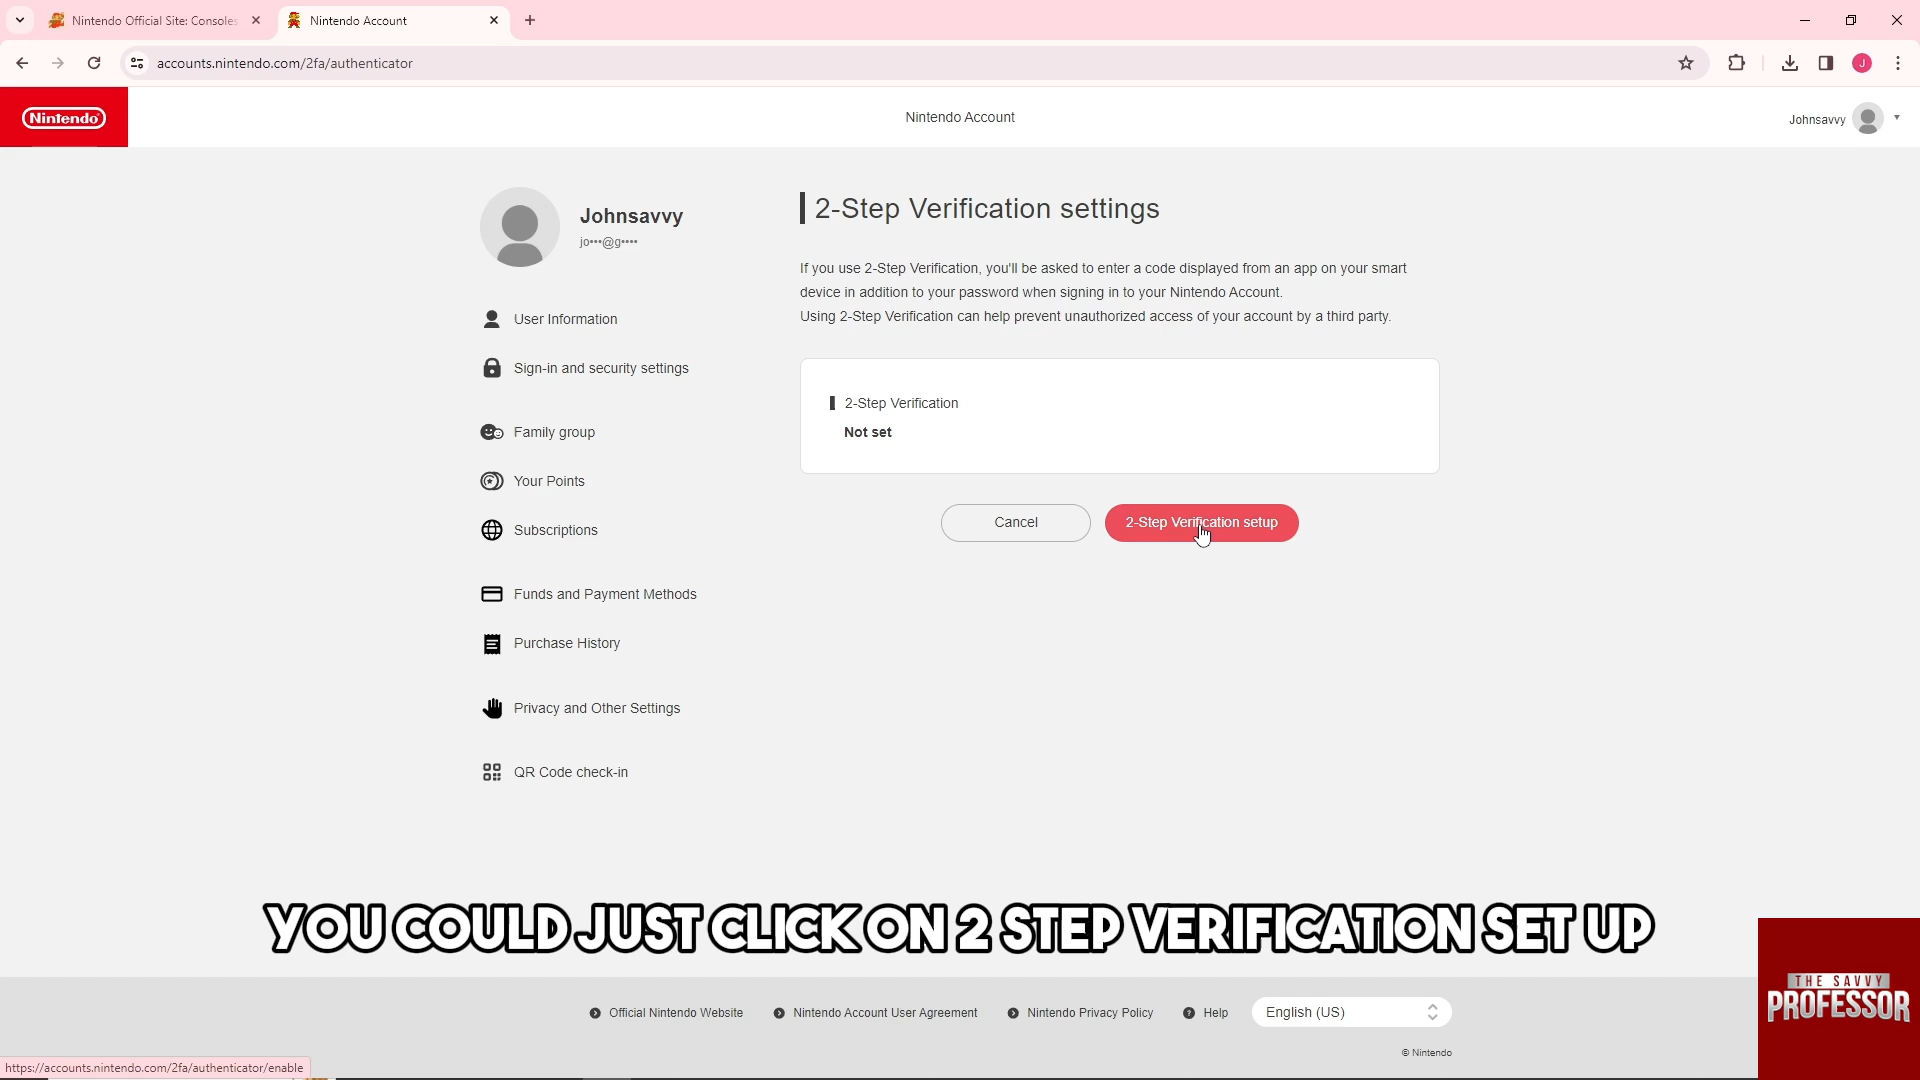 Nintendo Official Site: Consoles
Nintendo Account
accounts.nintendo.com/2fa/authenticator
J
Nintendo
Nintendo Account
Johnsavvy
Johnsavvy
jo•••@g••••
User Information
Sign-in and security settings
Family group
Your Points
Subscriptions
Funds and Payment Methods
Purchase History
Privacy and Other Settings
QR Code check-in
2-Step Verification settings
If you use 2-Step Verification, you'll be asked to enter a code displayed from an app on your smart
device in addition to your password when signing in to your Nintendo Account.
Using 2-Step Verification can help prevent unauthorized access of your account by a third party.
2-Step Verification
Not set
Cancel
2-Step Verification setup
YOU COULD JUST CLICK ON 2 STEP VERIFICATION SET UP
THE SAVVY
PROFESSOR
Official Nintendo Website
Nintendo Account User Agreement
Nintendo Privacy Policy
Help
English (US)
© Nintendo
https://accounts.nintendo.com/2fa/authenticator/enable